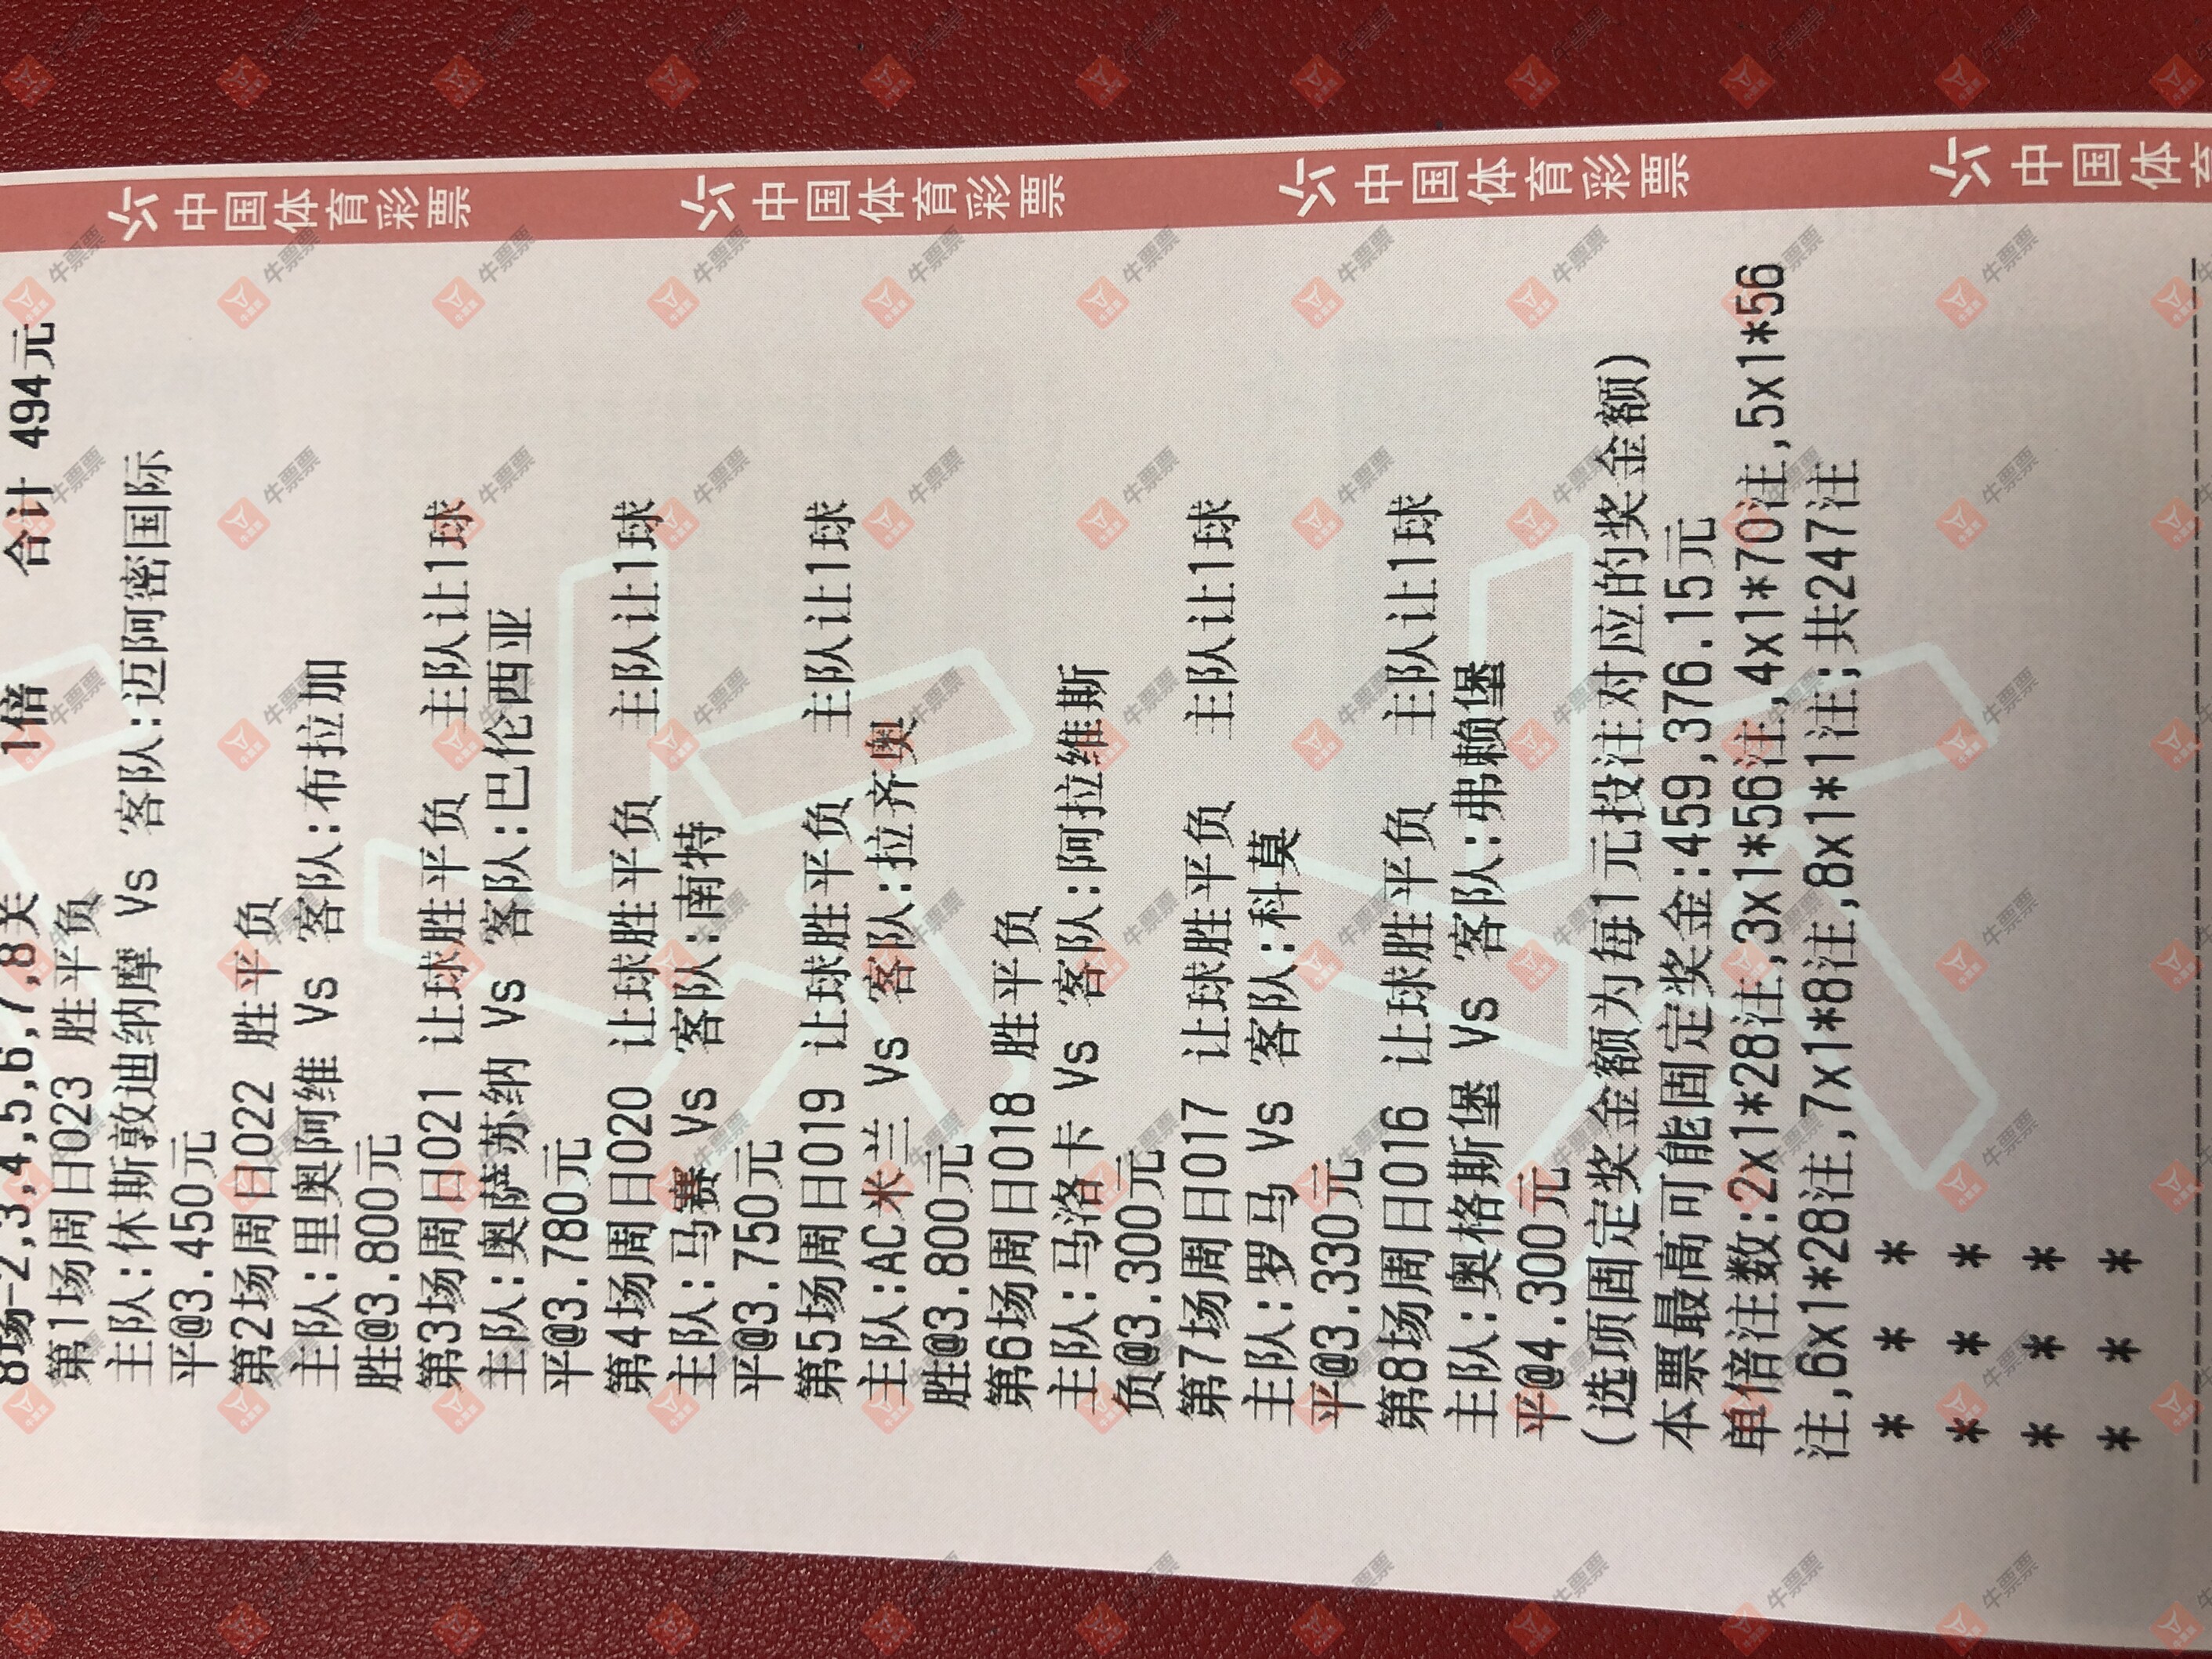 8场-2,3,4,5,6,7,8关 1倍 合计 494元
第1场周日023 胜平负
主队:休斯敦迪纳摩 Vs 客队:迈阿密国际
平@3.450元
第2场周日022 胜平负
主队:里奥阿维 Vs 客队:布拉加
胜@3.800元
第3场周日021 让球胜平负 主队让1球
主队:奥萨苏纳 Vs 客队:巴伦西亚
平@3.780元
第4场周日020 让球胜平负 主队让1球
主队:马赛 Vs 客队:南特
平@3.750元
第5场周日019 让球胜平负 主队让1球
主队:AC米兰 Vs 客队:拉齐奥
胜@3.800元
第6场周日018 胜平负
主队:马洛卡 Vs 客队:阿拉维斯
负@3.300元
第7场周日017 让球胜平负 主队让1球
主队:罗马 Vs 客队:科莫
平@3.330元
第8场周日016 让球胜平负 主队让1球
主队:奥格斯堡 Vs 客队:弗赖堡
平@4.300元
(选项固定奖金额为每1元投注对应的奖金额)
本票最高可能固定奖金:459,376.15元
单倍注数:2x1*28注,3x1*56注,4x1*70注,5x1*56
注,6x1*28注,7x1*8注,8x1*1注;共247注
* * *
* * *
* * *
* * *
中国体育彩票
中国体育彩票
中国体育彩票
中国体育
牛票票